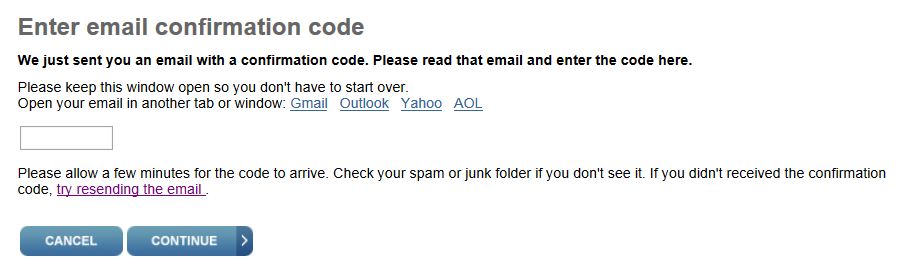 Enter email confirmation code
We just sent you an email with a confirmation code. Please read that email and enter the code here.
Please keep this window open so you don't have to start over.
Open your email in another tab or window: Gmail Outlook Yahoo AOL
Please allow a few minutes for the code to arrive. Check your spam or junk folder if you don't see it. If you didn't received the confirmation
code, try resending the email .
CANCEL CONTINUE >